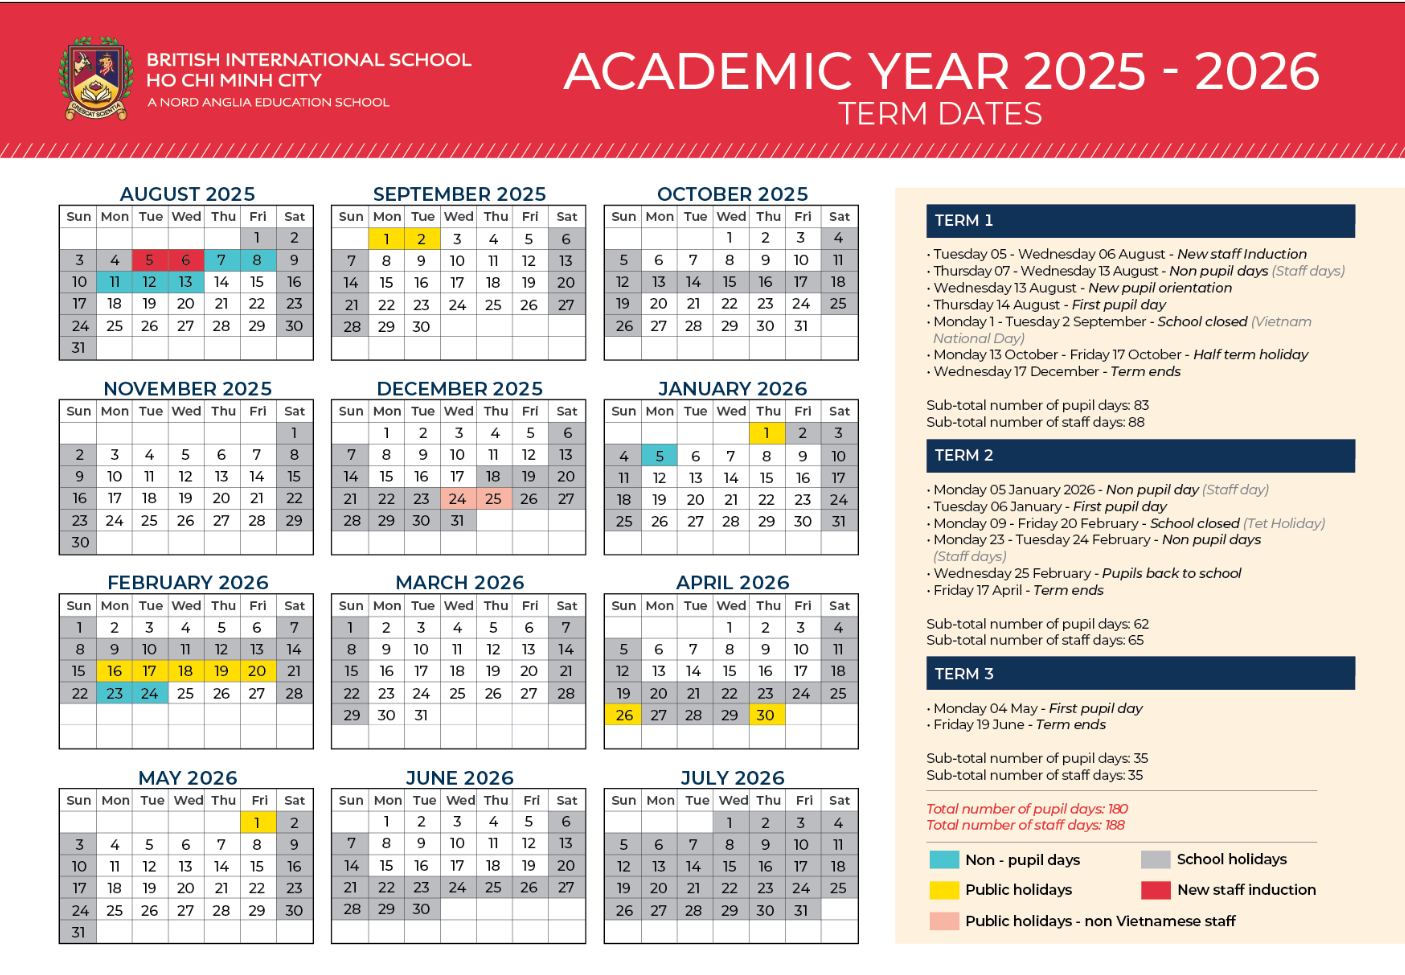 BRITISH INTERNATIONAL SCHOOL
HO CHI MINH CITY
A NORD ANGLIA EDUCATION SCHOOL
CRESCAT SCIENTIA
ACADEMIC YEAR 2025 - 2026
TERM DATES
AUGUST 2025
Sun Mon Tue Wed Thu Fri Sat
1 2
3 4 5 6 7 8 9
10 11 12 13 14 15 16
17 18 19 20 21 22 23
24 25 26 27 28 29 30
31
SEPTEMBER 2025
Sun Mon Tue Wed Thu Fri Sat
1 2 3 4 5 6
7 8 9 10 11 12 13
14 15 16 17 18 19 20
21 22 23 24 25 26 27
28 29 30
OCTOBER 2025
Sun Mon Tue Wed Thu Fri Sat
1 2 3 4
5 6 7 8 9 10 11
12 13 14 15 16 17 18
19 20 21 22 23 24 25
26 27 28 29 30 31
NOVEMBER 2025
Sun Mon Tue Wed Thu Fri Sat
1
2 3 4 5 6 7 8
9 10 11 12 13 14 15
16 17 18 19 20 21 22
23 24 25 26 27 28 29
30
DECEMBER 2025
Sun Mon Tue Wed Thu Fri Sat
1 2 3 4 5 6
7 8 9 10 11 12 13
14 15 16 17 18 19 20
21 22 23 24 25 26 27
28 29 30 31
JANUARY 2026
Sun Mon Tue Wed Thu Fri Sat
1 2 3
4 5 6 7 8 9 10
11 12 13 14 15 16 17
18 19 20 21 22 23 24
25 26 27 28 29 30 31
FEBRUARY 2026
Sun Mon Tue Wed Thu Fri Sat
1 2 3 4 5 6 7
8 9 10 11 12 13 14
15 16 17 18 19 20 21
22 23 24 25 26 27 28
MARCH 2026
Sun Mon Tue Wed Thu Fri Sat
1 2 3 4 5 6 7
8 9 10 11 12 13 14
15 16 17 18 19 20 21
22 23 24 25 26 27 28
29 30 31
APRIL 2026
Sun Mon Tue Wed Thu Fri Sat
1 2 3 4
5 6 7 8 9 10 11
12 13 14 15 16 17 18
19 20 21 22 23 24 25
26 27 28 29 30
MAY 2026
Sun Mon Tue Wed Thu Fri Sat
1 2
3 4 5 6 7 8 9
10 11 12 13 14 15 16
17 18 19 20 21 22 23
24 25 26 27 28 29 30
31
JUNE 2026
Sun Mon Tue Wed Thu Fri Sat
1 2 3 4 5 6
7 8 9 10 11 12 13
14 15 16 17 18 19 20
21 22 23 24 25 26 27
28 29 30
JULY 2026
Sun Mon Tue Wed Thu Fri Sat
1 2 3 4
5 6 7 8 9 10 11
12 13 14 15 16 17 18
19 20 21 22 23 24 25
26 27 28 29 30 31
TERM 1
• Tuesday 05 - Wednesday 06 August - New staff Induction
• Thursday 07 - Wednesday 13 August - Non pupil days (Staff days)
• Wednesday 13 August - New pupil orientation
• Thursday 14 August - First pupil day
• Monday 1 - Tuesday 2 September - School closed (Vietnam
National Day)
• Monday 13 October - Friday 17 October - Half term holiday
• Wednesday 17 December - Term ends
Sub-total number of pupil days: 83
Sub-total number of staff days: 88
TERM 2
• Monday 05 January 2026 - Non pupil day (Staff day)
• Tuesday 06 January - First pupil day
• Monday 09 - Friday 20 February - School closed (Tet Holiday)
• Monday 23 - Tuesday 24 February - Non pupil days
(Staff days)
• Wednesday 25 February - Pupils back to school
• Friday 17 April - Term ends
Sub-total number of pupil days: 62
Sub-total number of staff days: 65
TERM 3
• Monday 04 May - First pupil day
• Friday 19 June - Term ends
Sub-total number of pupil days: 35
Sub-total number of staff days: 35
Total number of pupil days: 180
Total number of staff days: 188
Non - pupil days
School holidays
Public holidays
New staff induction
Public holidays - non Vietnamese staff